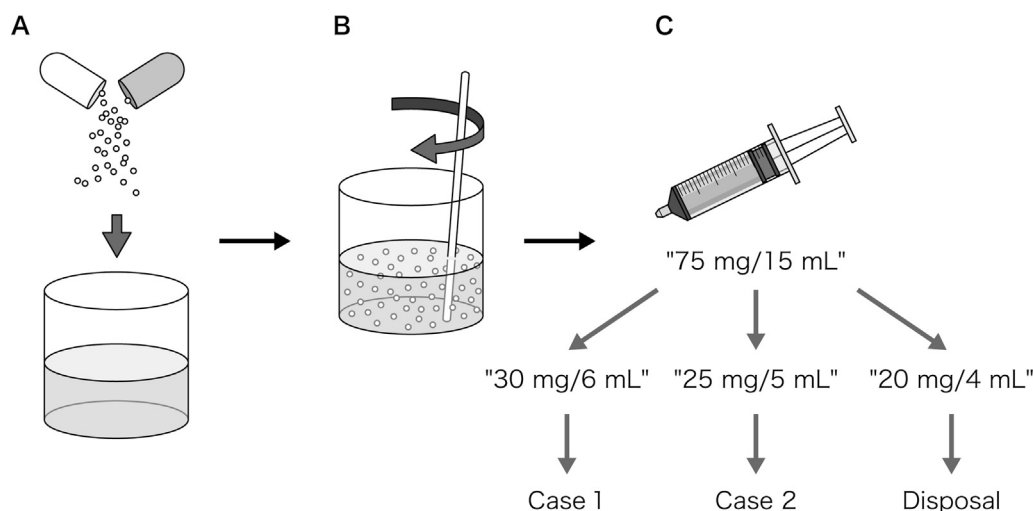 A
B
C
"75 mg/15 mL"
"30 mg/6 mL"
"25 mg/5 mL"
"20 mg/4 mL"
Case 1
Case 2
Disposal